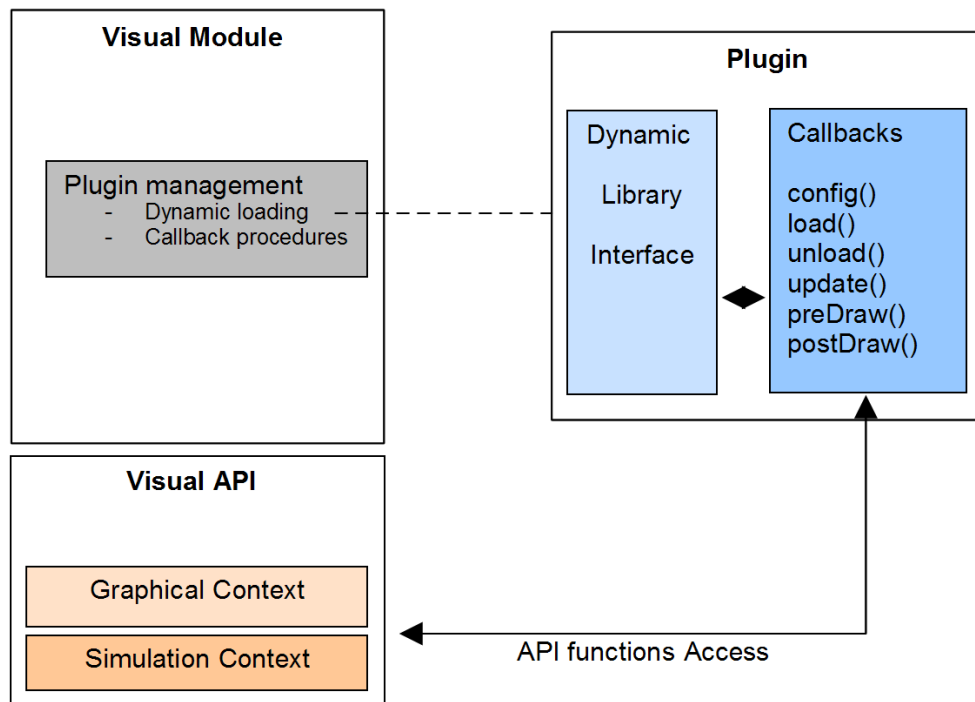 Visual Module
Plugin management
- Dynamic loading
- Callback procedures
Plugin
Dynamic
Library
Interface
Callbacks
config()
load()
unload()
update()
preDraw()
postDraw()
Visual API
Graphical Context
Simulation Context
API functions Access